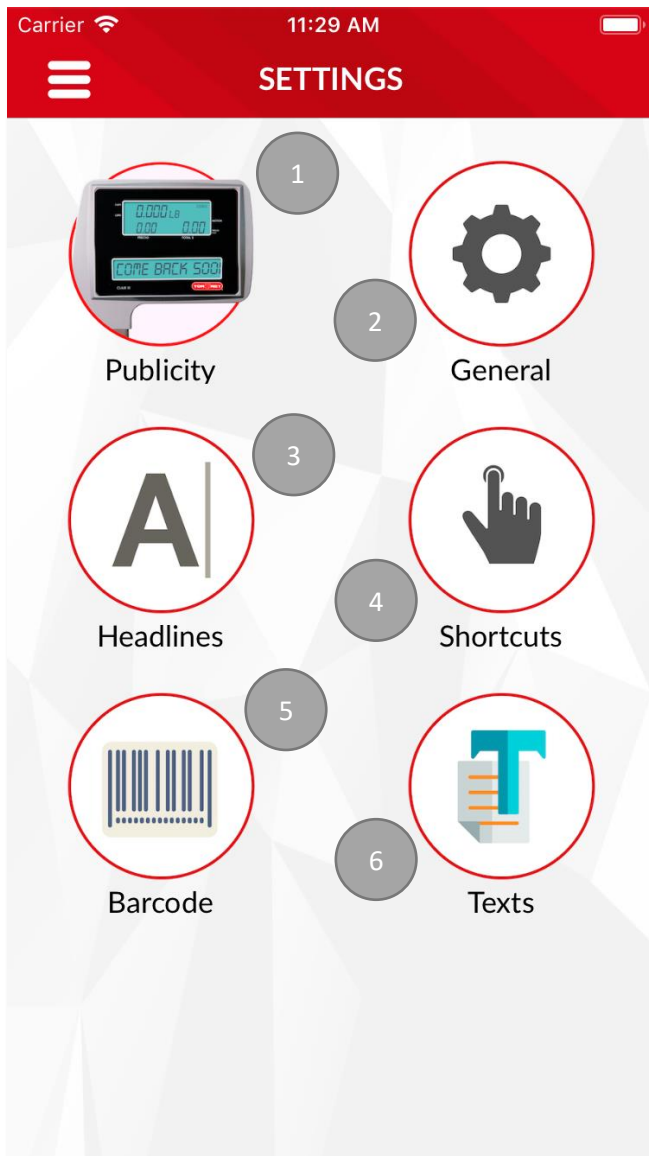 Carrier 11:29 AM
SETTINGS
1
0.000 LB
0.00 0.00
COME BACK SOO
Publicity
2
General
3
Headlines
4
Shortcuts
5
Barcode
6
Texts